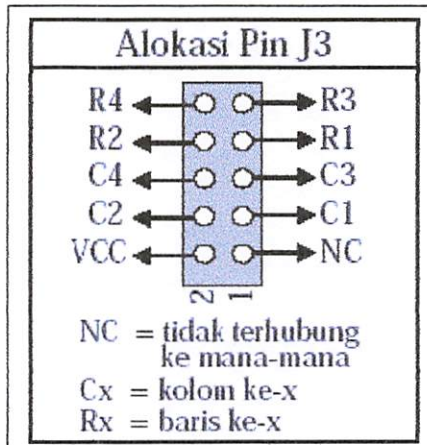 Alokasi Pin J3
R4 R3
R2 R1
C4 C3
C2 C1
VCC NC
2 1
NC = tidak terhubung
ke mana-mana
Cx = kolom ke-x
Rx = baris ke-x